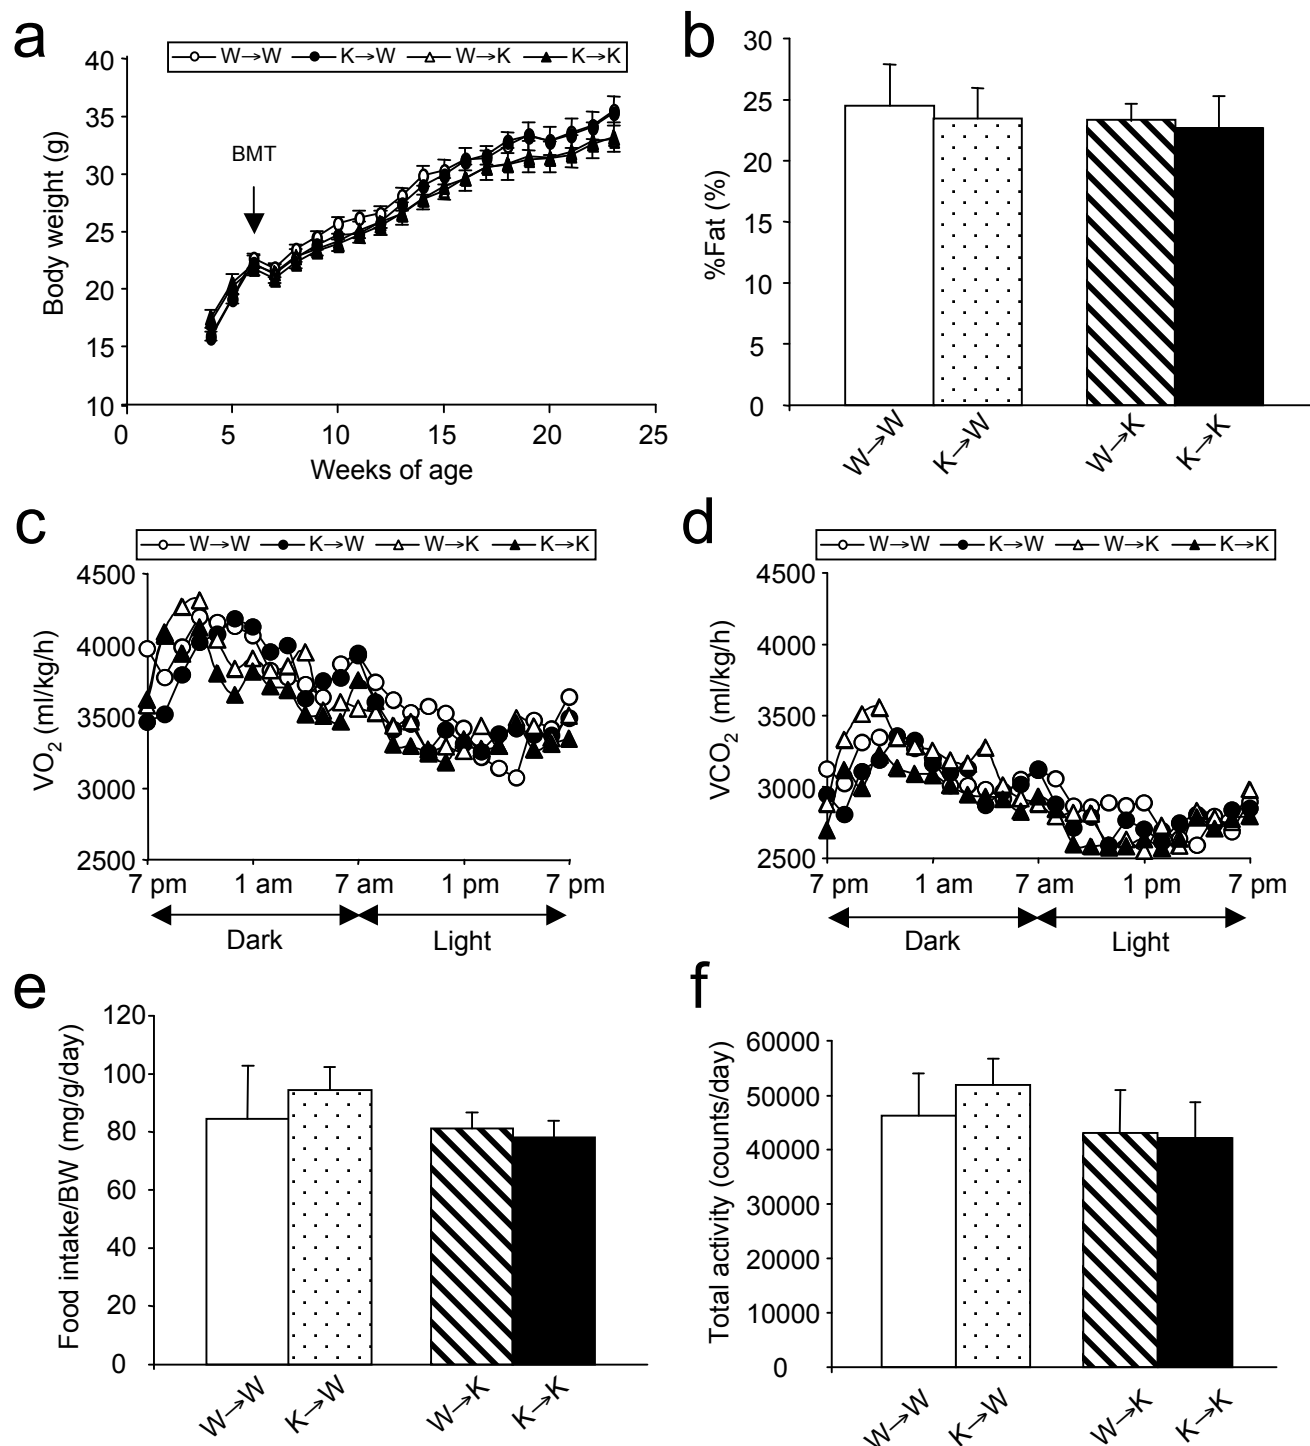 a
W→W K→W W→K K→K
40
35
30
25
20
15
10
BMT
Body weight (g)
0 5 10 15 20 25
Weeks of age
b
30
25
20
15
10
5
0
%Fat (%)
W→W K→W W→K K→K
c
W→W K→W W→K K→K
4500
4000
3500
3000
2500
VO2 (ml/kg/h)
7 pm 1 am 7 am 1 pm 7 pm
Dark Light
d
W→W K→W W→K K→K
4500
3500
3000
2500
VCO2 (ml/kg/h)
7 pm 1 am 7 am 1 pm 7 pm
Dark Light
e
120
100
80
60
40
20
0
Food intake/BW (mg/g/day)
W→W K→W W→K K→K
f
60000
50000
40000
30000
20000
10000
0
Total activity (counts/day)
W→W K→W W→K K→K